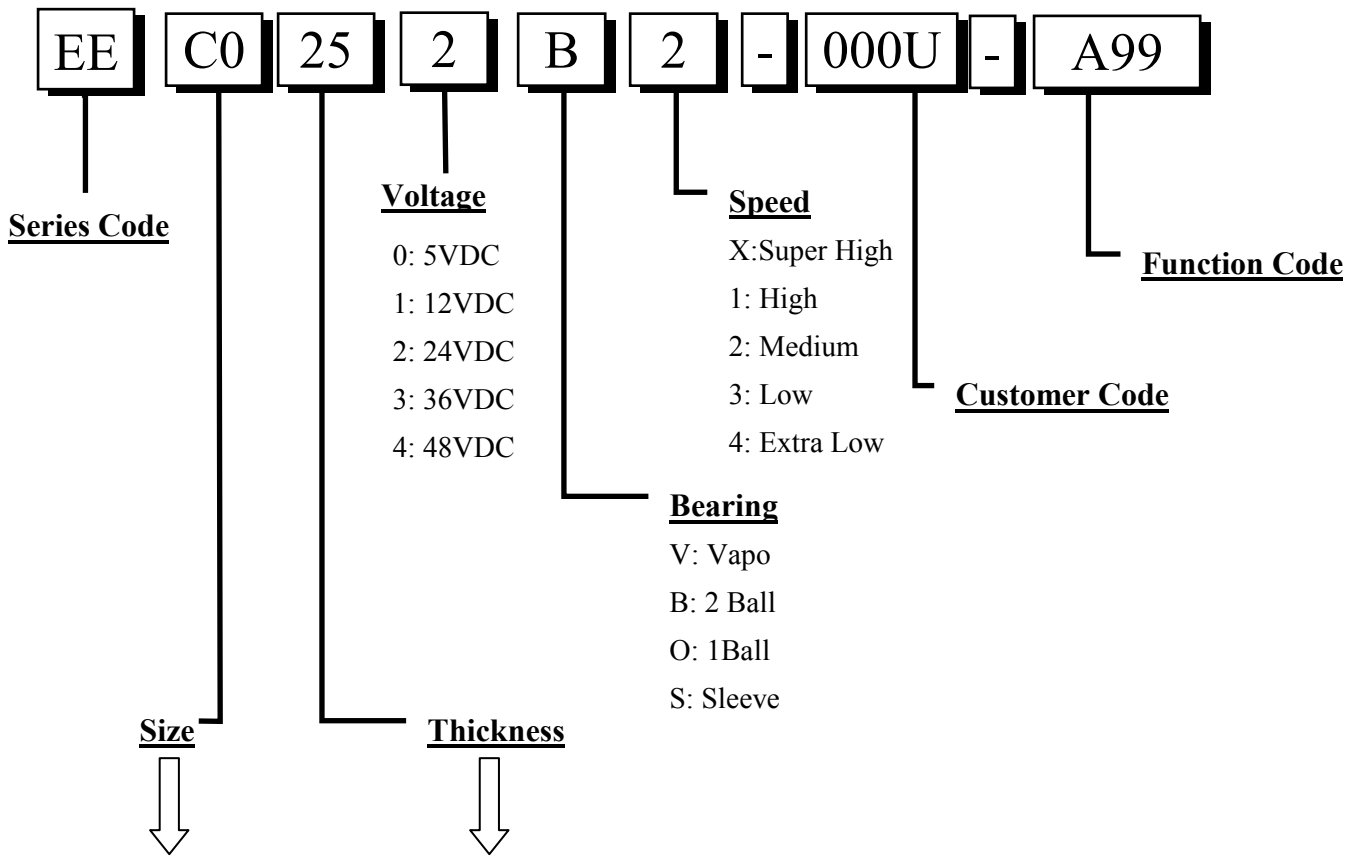 EE C0 25 2 B 2 - 000U - A99
Series Code
Voltage
0: 5VDC
1: 12VDC
2: 24VDC
3: 36VDC
4: 48VDC
Speed
X:Super High
1: High
2: Medium
3: Low
4: Extra Low
Function Code
Customer Code
Bearing
V: Vapo
B: 2 Ball
O: 1Ball
S: Sleeve
Size
Thickness